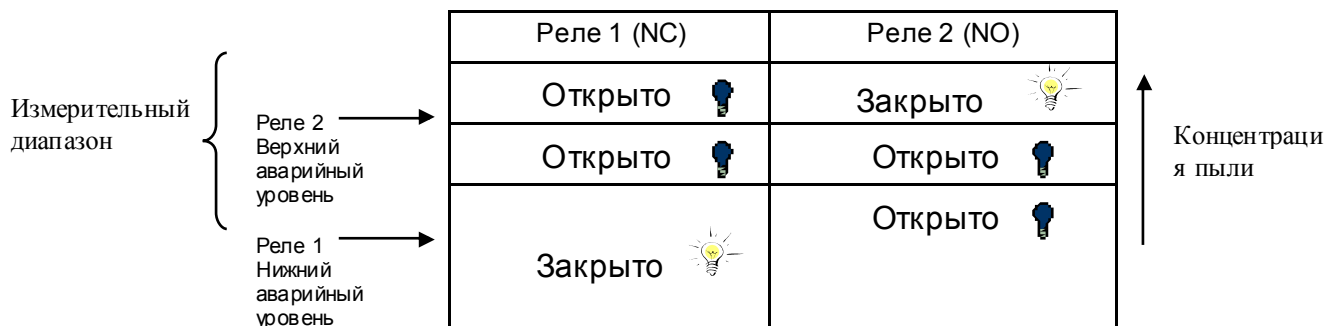 Реле 1 (NC)
Реле 2 (NO)
Открыто
Закрыто
Измерительный
диапазон
Реле 2
Верхний
аварийный
уровень
Открыто
Открыто
Концентраци
я пыли
Открыто
Реле 1
Нижний
аварийный
уровень
Закрыто